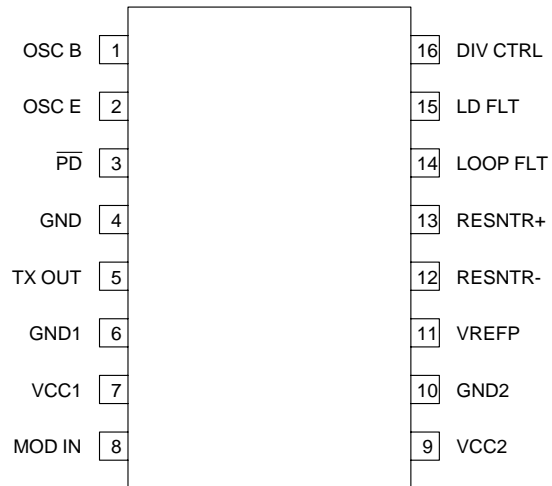 OSC B 1 16 DIV CTRL
OSC E 2 15 LD FLT
PD 3 14 LOOP FLT
GND 4 13 RESNTR+
TX OUT 5 12 RESNTR-
GND1 6 11 VREFP
VCC1 7 10 GND2
MOD IN 8 9 VCC2